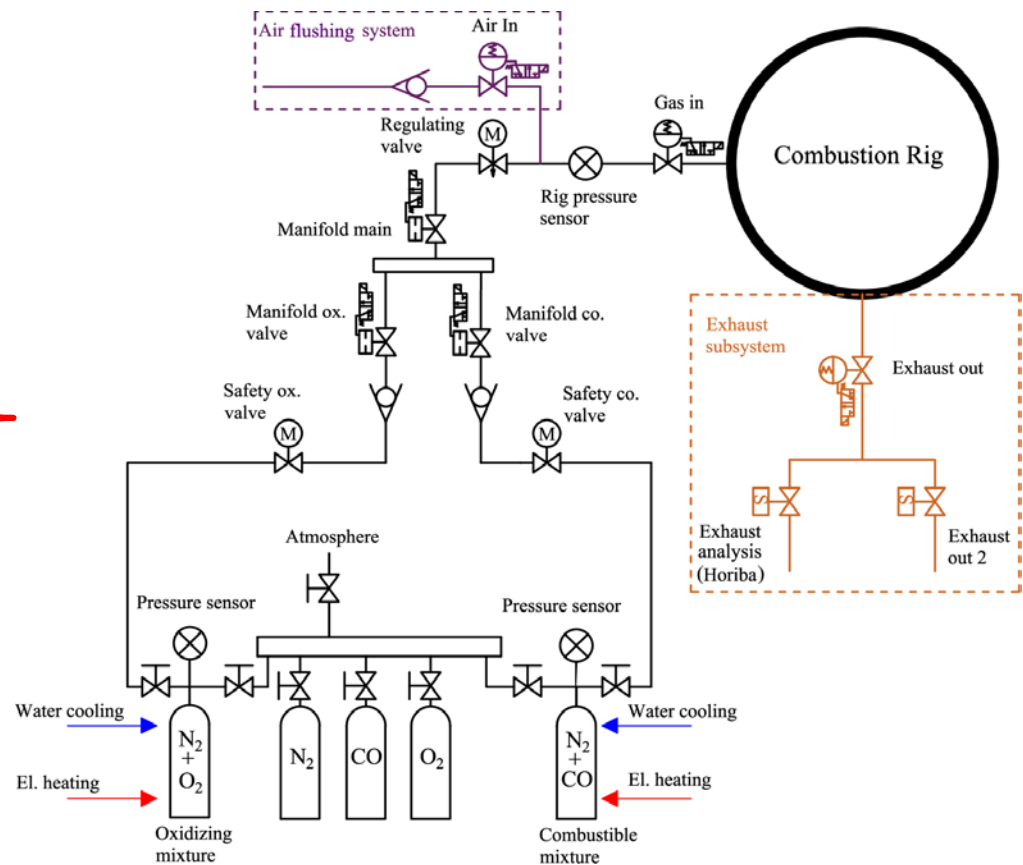 Air flushing system
Air In
Regulating
valve
M
Gas in
Combustion Rig
Rig pressure
sensor
Manifold main
Manifold ox.
valve
Manifold co.
valve
Exhaust
subsystem
Exhaust out
Safety ox.
valve
M
Safety co.
valve
M
S
S
Exhaust
analysis
(Horiba)
Exhaust
out 2
Atmosphere
Pressure sensor
Pressure sensor
Water cooling
Water cooling
N₂
+
O₂
N₂
CO
O₂
N₂
+
CO
El. heating
El. heating
Oxidizing
mixture
Combustible
mixture